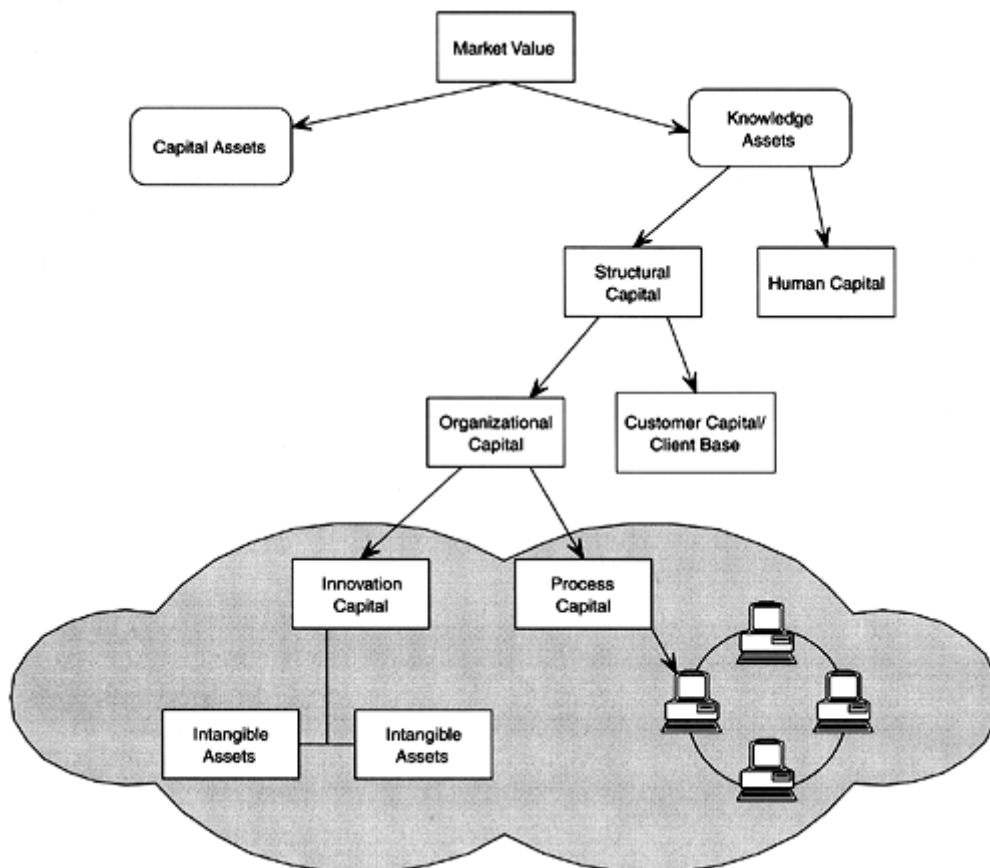 Market Value
Capital Assets
Knowledge
Assets
Structural
Capital
Human Capital
Organizational
Capital
Customer Capital/
Client Base
Innovation
Capital
Process
Capital
Intangible
Assets
Intangible
Assets